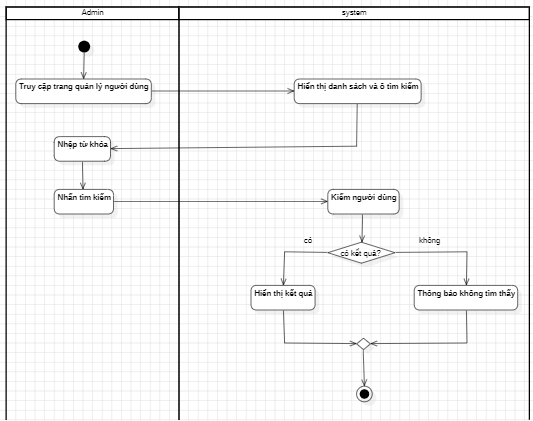 Admin
system
Truy cập trang quản lý người dùng
Hiển thị danh sách và ô tìm kiếm
Nhập từ khóa
Nhấn tìm kiếm
Kiếm người dùng
có
không
có kết quả?
Hiển thị kết quả
Thông báo không tìm thấy